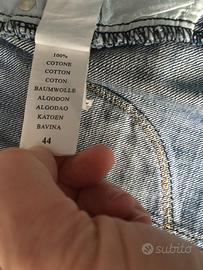 100%
COTONE
COTTON
COTON
BAUMWOLLE
ALGODON
ALGODAO
KATOEN
BAVINA
44
subito